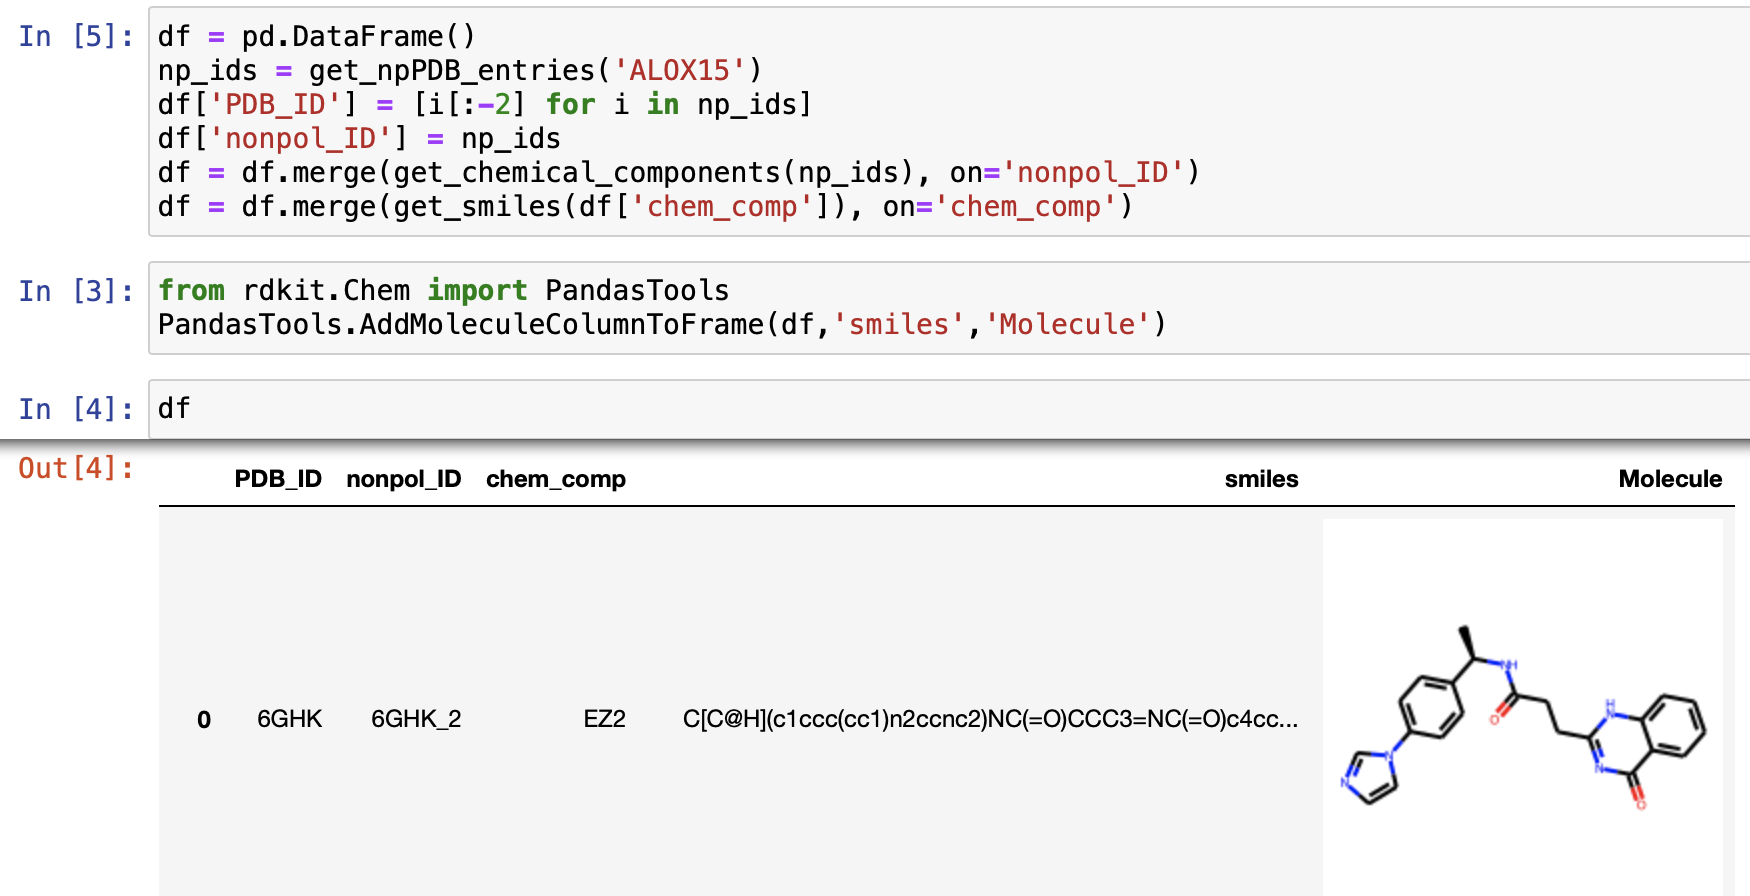 In [5]: df = pd.DataFrame()
np_ids = get_npPDB_entries('ALOX15')
df['PDB_ID'] = [i[:-2] for i in np_ids]
df['nonpol_ID'] = np_ids
df = df.merge(get_chemical_components(np_ids), on='nonpol_ID')
df = df.merge(get_smiles(df['chem_comp']), on='chem_comp')
In [3]: from rdkit.Chem import PandasTools
PandasTools.AddMoleculeColumnToFrame(df,'smiles','Molecule')
In [4]: df
Out[4]:
PDB_ID nonpol_ID chem_comp smiles Molecule
0 6GHK 6GHK_2 EZ2 C[C@H](c1ccc(cc1)n2ccnc2)NC(=O)CCC3=NC(=O)c4cc...
NH
O
H
N
N
N
N
O